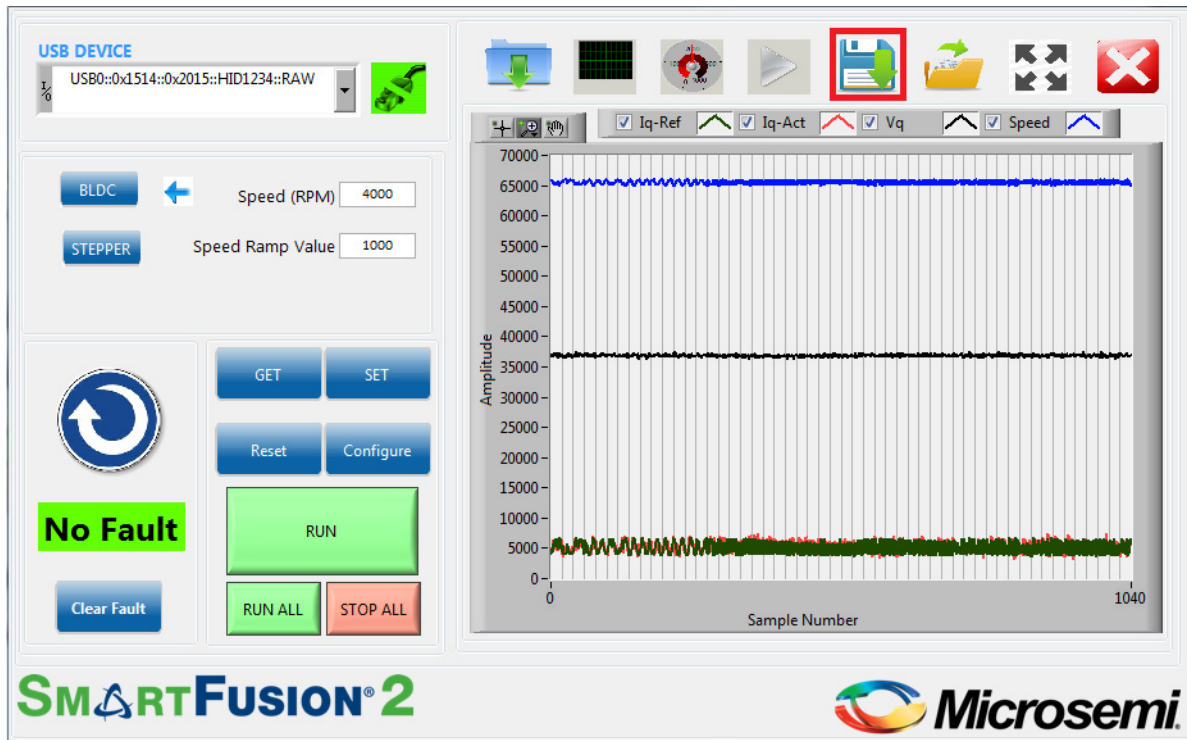 USB DEVICE
I/O
USB0::0x1514::0x2015::HID1234::RAW
BLDC
Speed (RPM)
4000
STEPPER
Speed Ramp Value
1000
GET
SET
Reset
Configure
No Fault
RUN
Clear Fault
RUN ALL
STOP ALL
Iq-Ref
Iq-Act
Vq
Speed
70000
65000
60000
55000
50000
45000
40000
35000
30000
25000
20000
15000
10000
5000
0
Amplitude
0
1040
Sample Number
SMARTFUSION® 2
Microsemi.